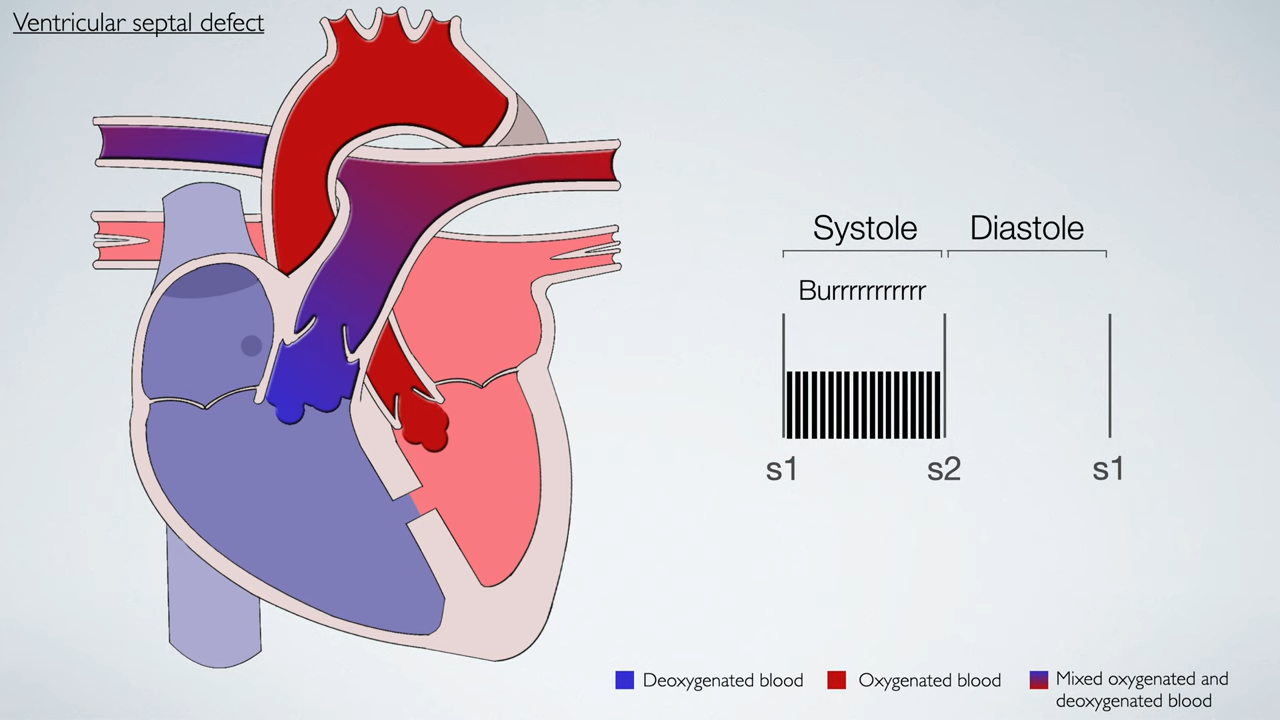 Ventricular septal defect
Systole Diastole
Burrrrrrrrrrr
s1 s2 s1
Deoxygenated blood Oxygenated blood Mixed oxygenated and
deoxygenated blood